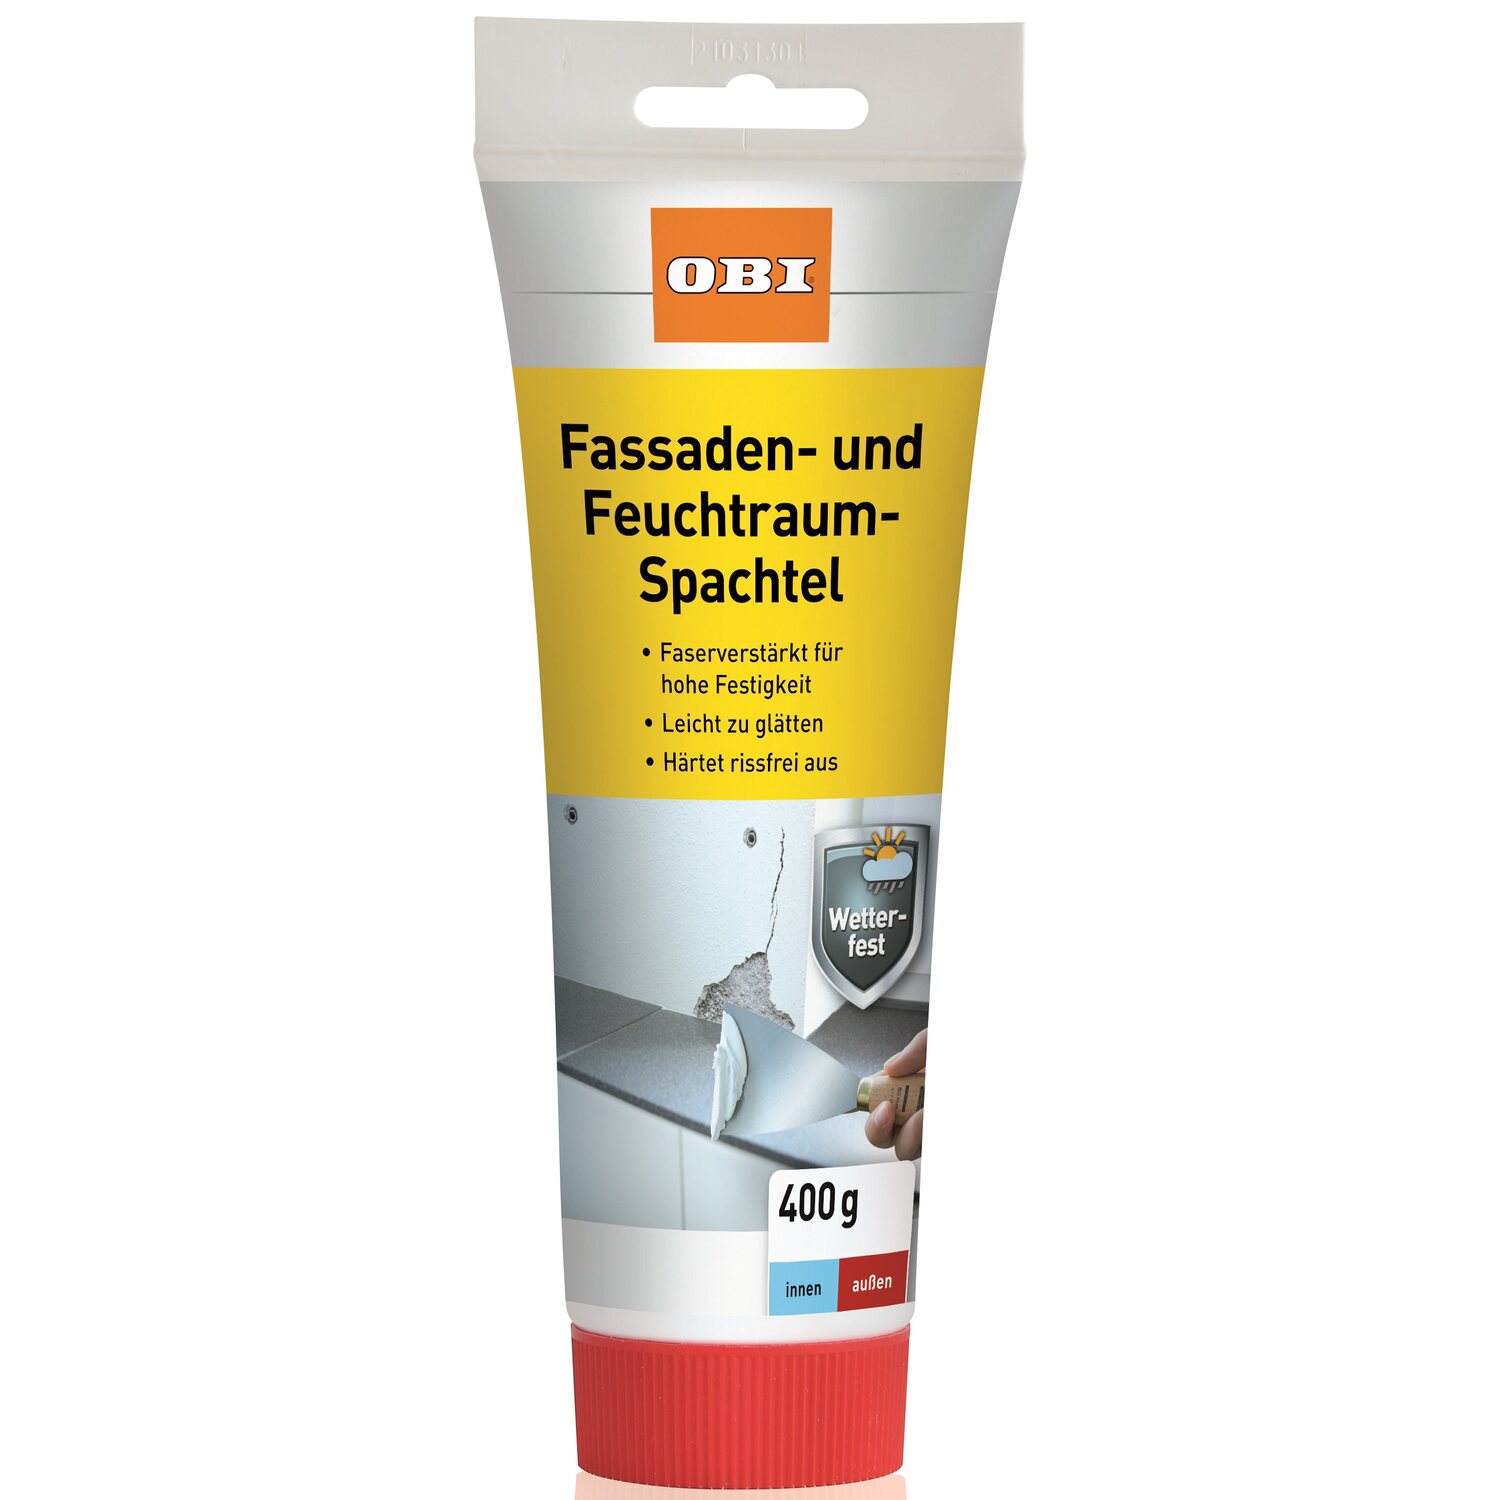 21031301
OBI
Fassaden- und
Feuchtraum-
Spachtel
• Faserverstärkt für
hohe Festigkeit
• Leicht zu glätten
• Härtet rissfrei aus
Wetter-
fest
400 g
innen außen